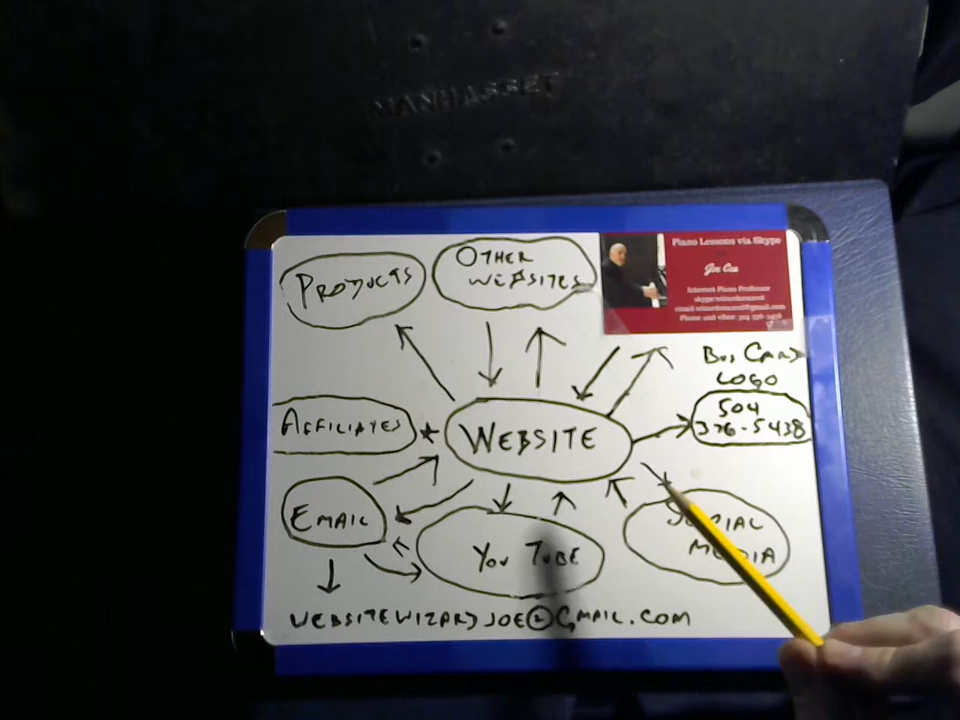 MANHASSET
PRODUCTS
OTHER
WEBSITES
Piano Lessons via Skype
Joe
Internet Piano Professor
BUS CARD
LOGO
504
376-5438
AFFILIATES
WEBSITE
EMAIL
YOU TUBE
SOCIAL
MEDIA
WEBSITEWIZARDJOE@GMAIL.COM